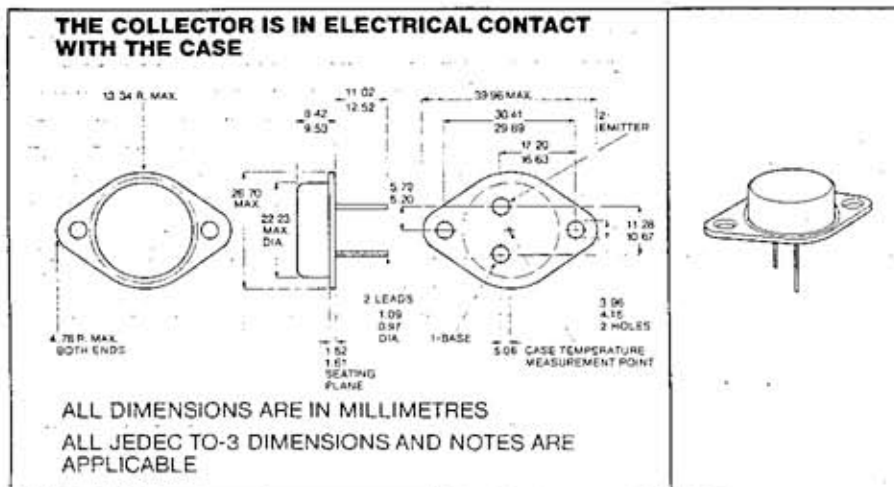 THE COLLECTOR IS IN ELECTRICAL CONTACT
WITH THE CASE
13.34 R. MAX.
8.42
9.53
11.02
12.52
39.96 MAX.
30.41
29.69
17.20
16.63
2-
EMITTER
26.70
MAX.
22.23
MAX.
DIA.
5.70
5.20
11.28
10.67
4.78 R. MAX.
BOTH ENDS
2 LEADS
1.09
0.97
DIA.
1-BASE
3.96
4.15
2 HOLES
1.52
1.61
SEATING
PLANE
5.06 CASE TEMPERATURE
MEASUREMENT POINT
ALL DIMENSIONS ARE IN MILLIMETRES
ALL JEDEC TO-3 DIMENSIONS AND NOTES ARE
APPLICABLE